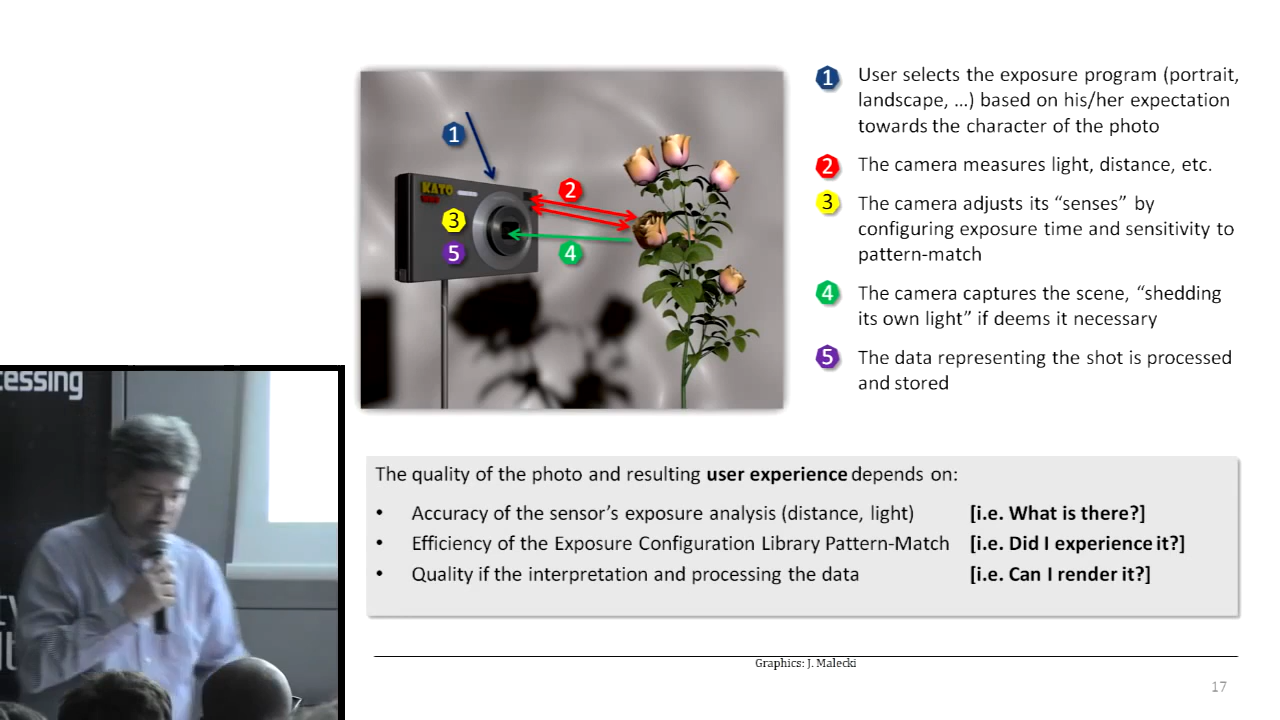 1 User selects the exposure program (portrait,
landscape, …) based on his/her expectation
towards the character of the photo
2 The camera measures light, distance, etc.
3 The camera adjusts its “senses” by
configuring exposure time and sensitivity to
pattern-match
4 The camera captures the scene, “shedding
its own light” if deems it necessary
5 The data representing the shot is processed
and stored
1
2
KATO
3
4
5
cessing
The quality of the photo and resulting user experience depends on:
• Accuracy of the sensor’s exposure analysis (distance, light) [i.e. What is there?]
• Efficiency of the Exposure Configuration Library Pattern-Match [i.e. Did I experience it?]
• Quality if the interpretation and processing the data [i.e. Can I render it?]
Graphics: J. Malecki
17